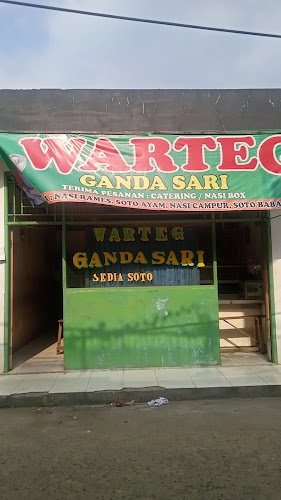 WARTEG
GANDA SARI
TERIMA PESANAN : CATERING / NASI BOX
: NASI RAMES, SOTO AYAM, NASI CAMPUR, SOTO BABA
WARTEG
GANDA SARI
SEDIA SOTO